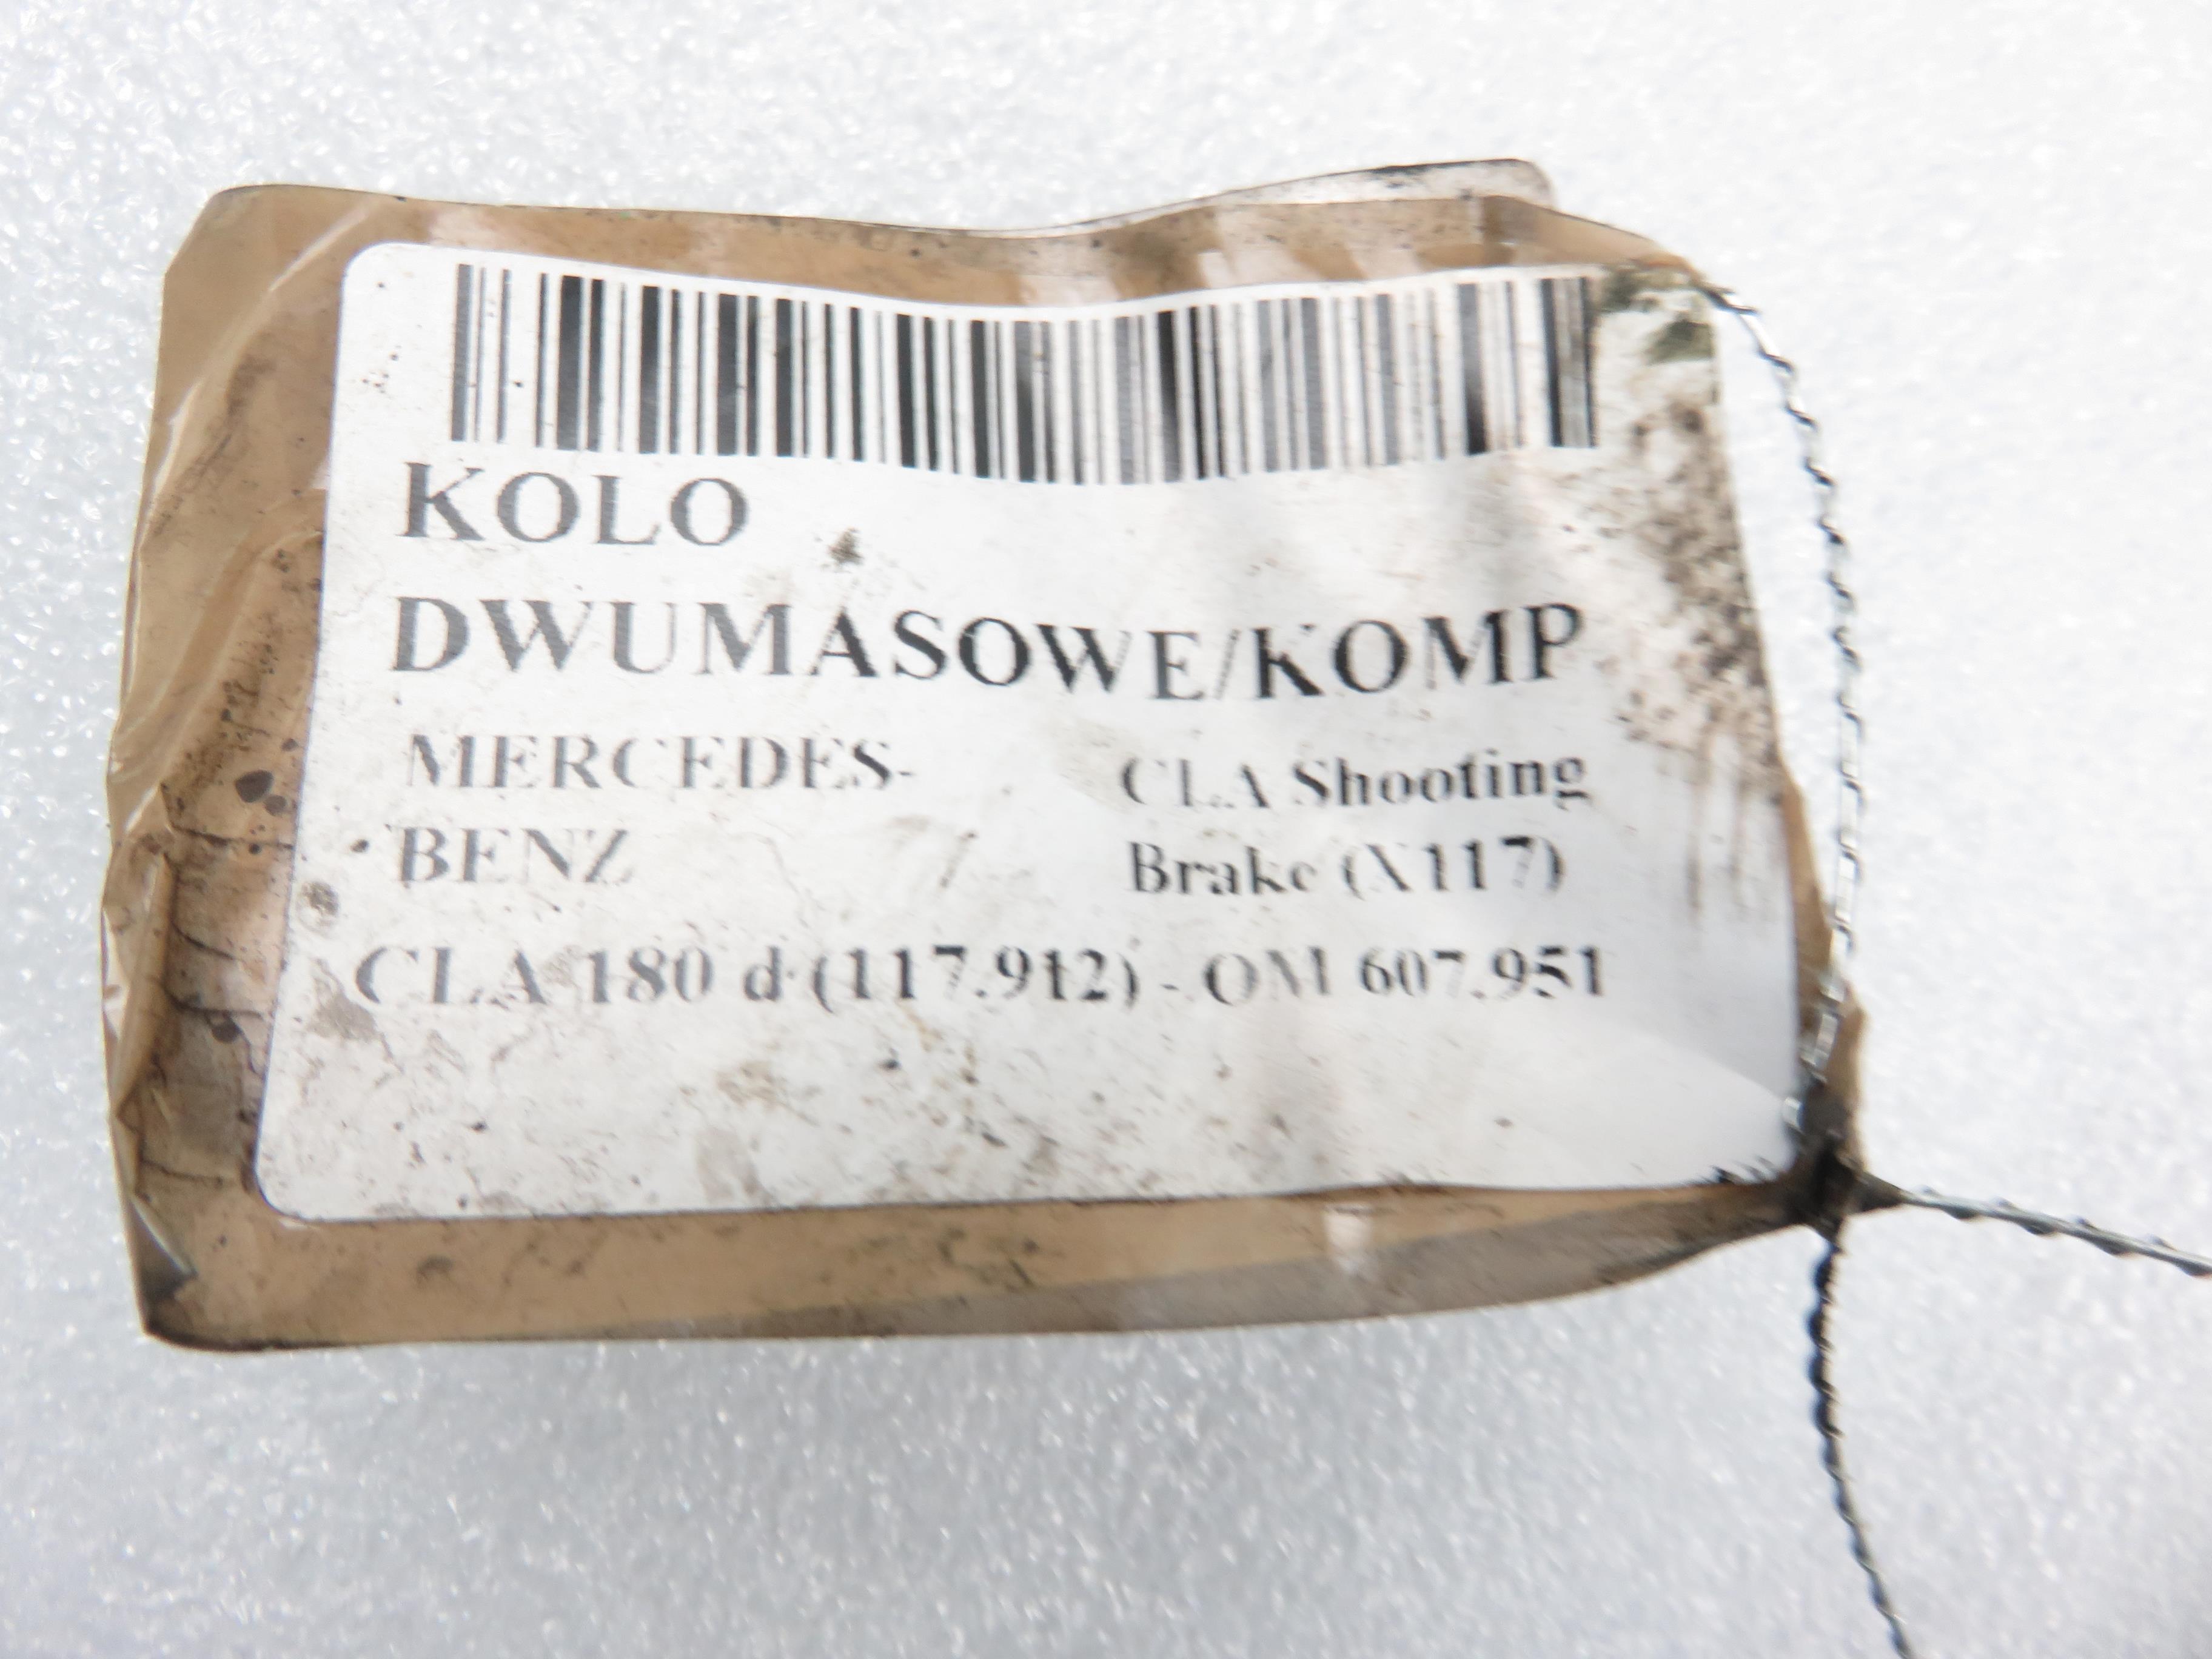 KOLO
DWUMASOWE/KOMP
MERCEDES-
BENZ
CLA Shooting
Brake (X117)
CLA 180 d (117.912) - OM 607.951